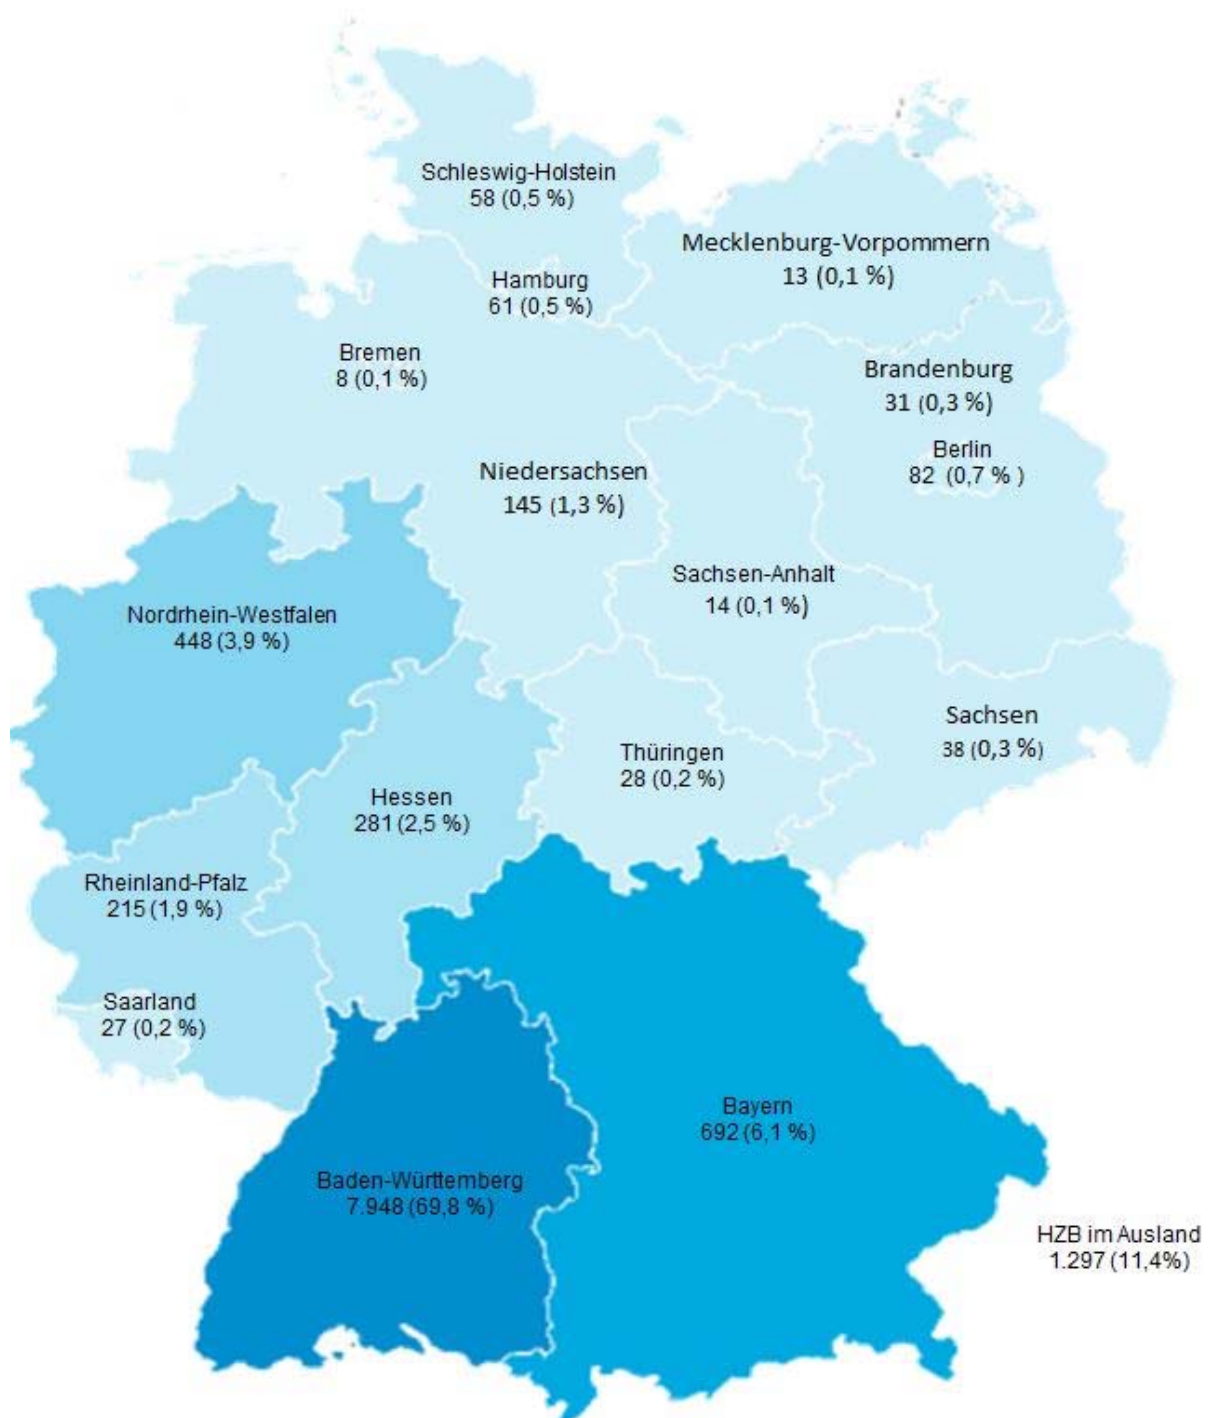 Schleswig-Holstein
58 (0,5 %)
Mecklenburg-Vorpommern
13 (0,1 %)
Hamburg
61 (0,5 %)
Bremen
8 (0,1 %)
Brandenburg
31 (0,3 %)
Berlin
82 (0,7 % )
Niedersachsen
145 (1,3 %)
Sachsen-Anhalt
14 (0,1 %)
Nordrhein-Westfalen
448 (3,9 %)
Sachsen
38 (0,3 %)
Thüringen
28 (0,2 %)
Hessen
281 (2,5 %)
Rheinland-Pfalz
215 (1,9 %)
Saarland
27 (0,2 %)
Bayern
692 (6,1 %)
Baden-Württemberg
7.948 (69,8 %)
HZB im Ausland
1.297 (11,4%)